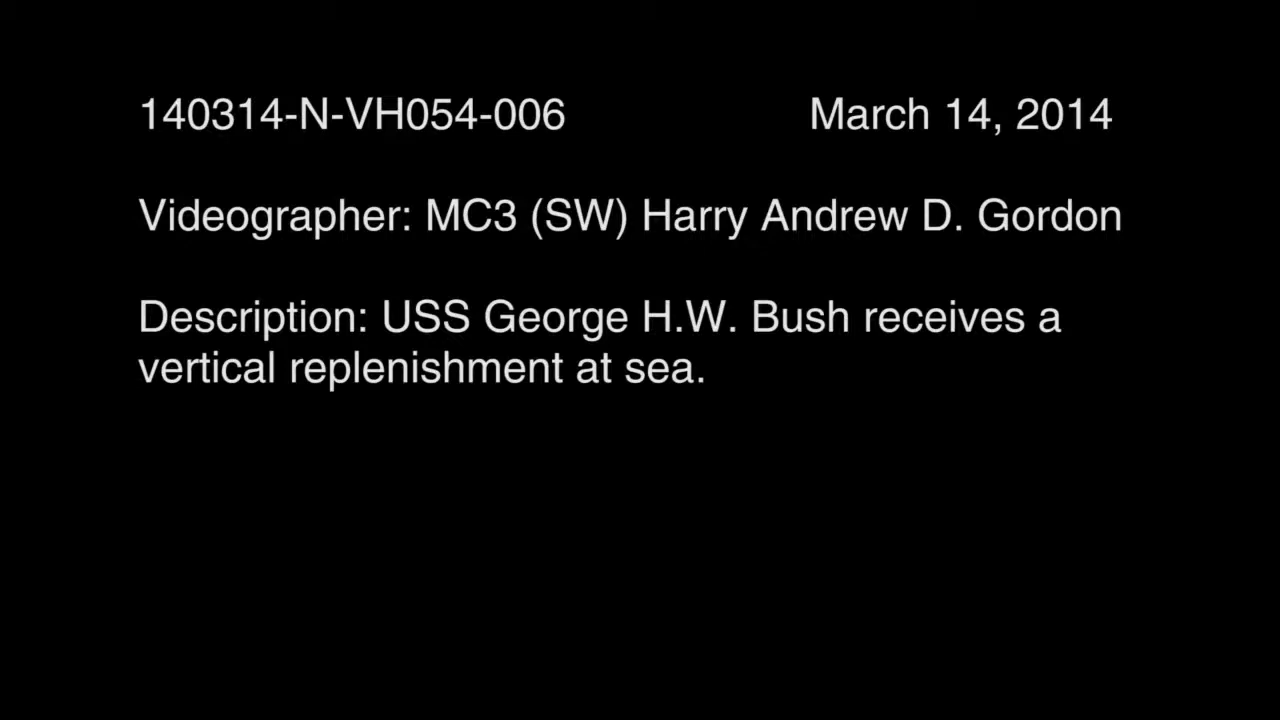 140314-N-VH054-006 March 14, 2014
Videographer: MC3 (SW) Harry Andrew D. Gordon
Description: USS George H.W. Bush receives a
vertical replenishment at sea.